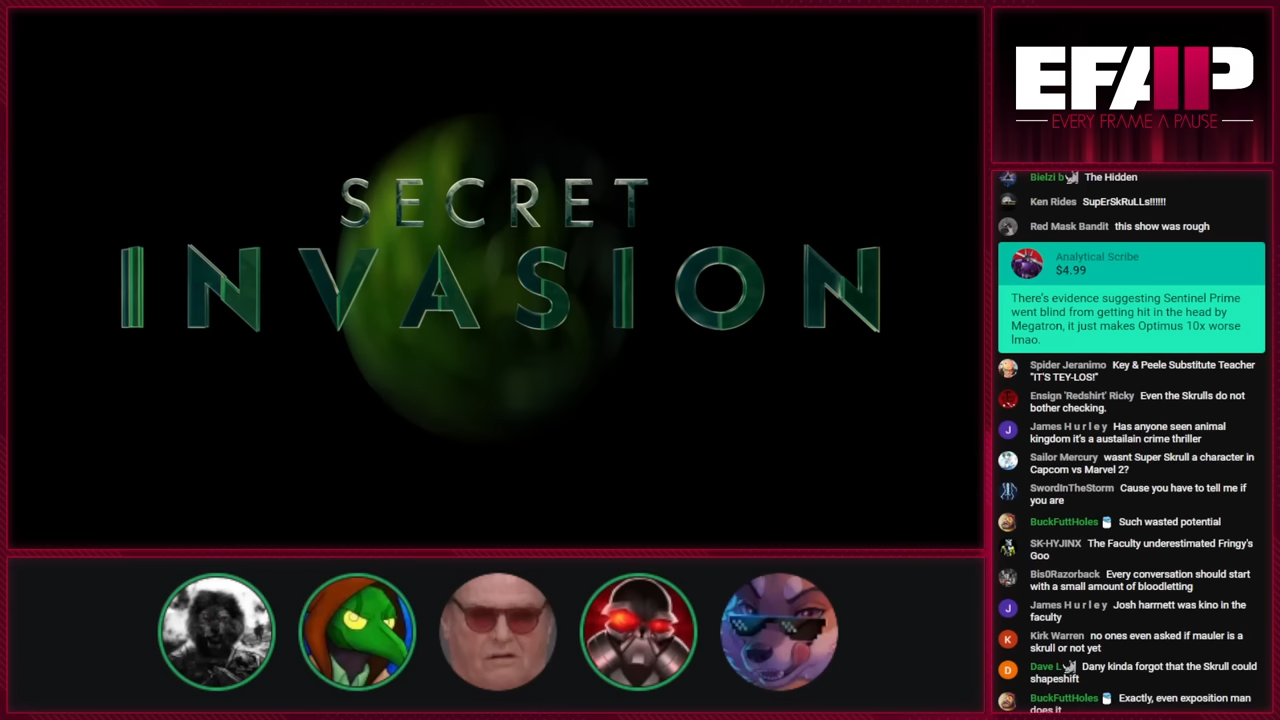 SECRET
INVASION
EFAP
EVERY FRAME A PAUSE
Bielzi b The Hidden
Ken Rides SupErSkRuLLs!!!!!!
Red Mask Bandit this show was rough
Analytical Scribe
$4.99
There's evidence suggesting Sentinel Prime
went blind from getting hit in the head by
Megatron, it just makes Optimus 10x worse
lmao.
Spider Jeranimo Key & Peele Substitute Teacher
"IT'S TEY-LOS!"
Ensign 'Redshirt' Ricky Even the Skrulls do not
bother checking.
J James H u r l e y Has anyone seen animal
kingdom it's a austailain crime thriller
Sailor Mercury wasnt Super Skrull a character in
Capcom vs Marvel 2?
SwordInTheStorm Cause you have to tell me if
you are
BuckFuttHoles Such wasted potential
SK-HYJINX The Faculty underestimated Fringy's
Goo
Bis0Razorback Every conversation should start
with a small amount of bloodletting
J James H u r l e y Josh harrnett was kino in the
faculty
K Kirk Warren no ones even asked if mauler is a
skrull or not yet
D Dave L Dany kinda forgot that the Skrull could
shapeshift
BuckFuttHoles Exactly, even exposition man
does it